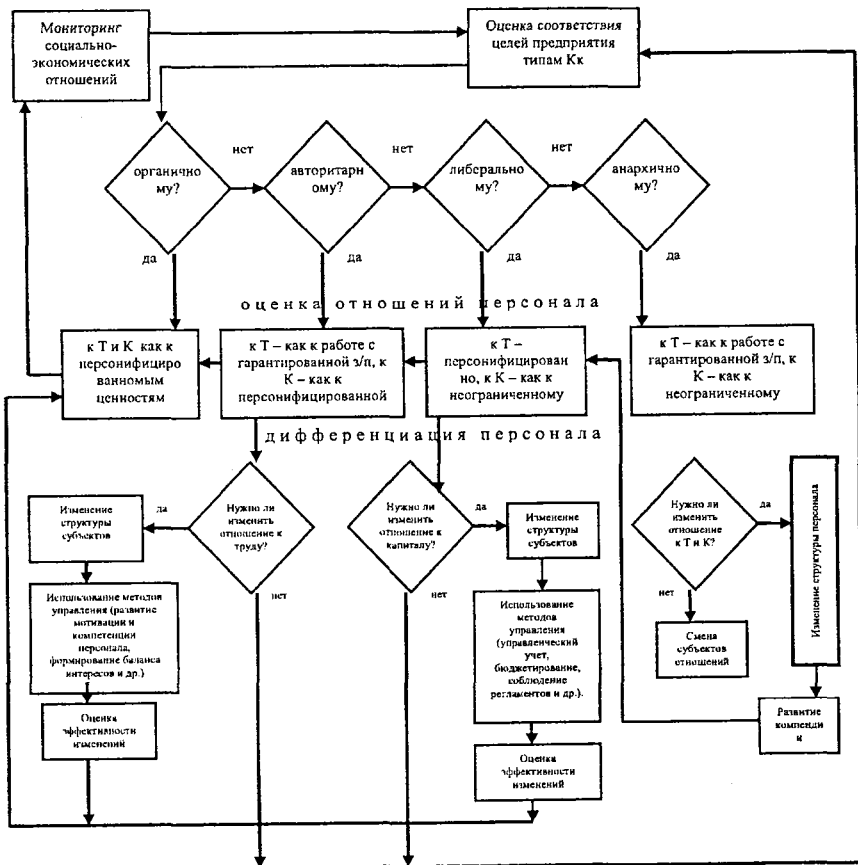 Мониторинг
социально-
экономических
отношений
Оценка соответствия
целей предприятия
типам Кк
органично
му?
нет
авторитарн
ому?
нет
либерально
му?
нет
анархично
му?
да
да
да
да
оценка отношений персонала
к Т и К как к
персонифициро
ванномым
ценностям
к Т – как к работе с
гарантированной з/п, к
К – как к
персонифицированной
к Т –
персонифицирован
но, к К – как к
неограниченному
к Т – как к работе с
гарантированной з/п, к
К – как к
неограниченному
дифференциация персонала
Изменение
структуры
субъектов
да
Нужно ли
изменить
отношение к
труду?
нет
Нужно ли
изменить
отношение к
капиталу?
да
нет
Изменение
структуры
субъектов
Нужно ли
изменить
отношение
к Т и К?
да
нет
Изменение структуры персонала
Использование методов
управления (развитие
мотивации и
компетенции
персонала,
формирование баланса
интересов и др.)
Использование
методов
управления
(управленческий
учет,
бюджетирование,
соблюдение
регламентов и др.).
Смена
субъектов
отношений
Развитие
компенди
й
Оценка
эффективности
изменений
Оценка
эффективности
изменений